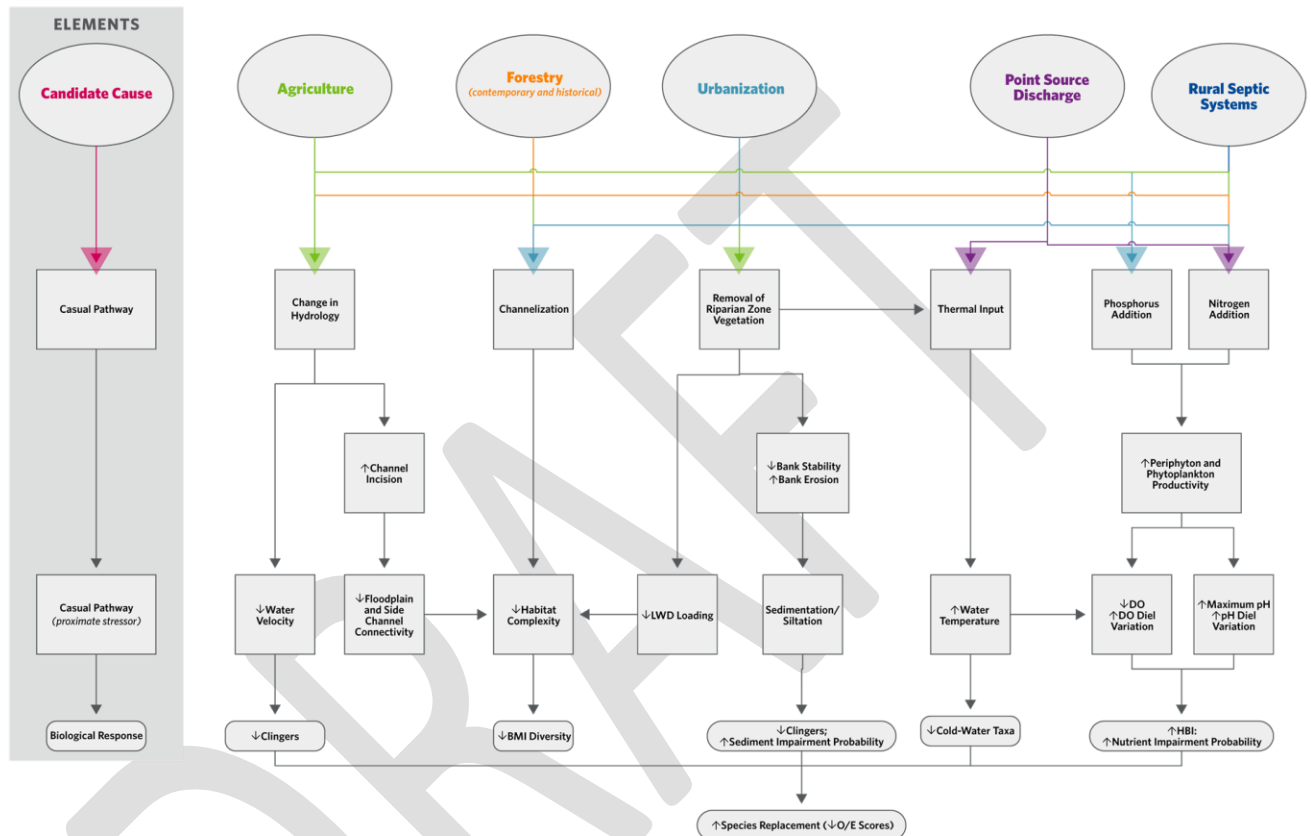 ELEMENTS
Candidate Cause
Agriculture
Forestry
(contemporary and historical)
Urbanization
Point Source
Discharge
Rural Septic
Systems
Casual Pathway
Change in
Hydrology
Channelization
Removal of
Riparian Zone
Vegetation
Thermal Input
Phosphorus
Addition
Nitrogen
Addition
↑Channel
Incision
↓Bank Stability
↑Bank Erosion
↑Periphyton and
Phytoplankton
Productivity
Casual Pathway
(proximate stressor)
↓Water
Velocity
↓Floodplain
and Side
Channel
Connectivity
↓Habitat
Complexity
↓LWD Loading
Sedimentation/
Siltation
↑Water
Temperature
↓DO
↑DO Diel
Variation
↑Maximum pH
↑pH Diel
Variation
Biological Response
↓Clingers
↓BMI Diversity
↓Clingers;
↑Sediment Impairment Probability
↓Cold-Water Taxa
↑HBI:
↑Nutrient Impairment Probability
↑Species Replacement (↓O/E Scores)
DRAFT